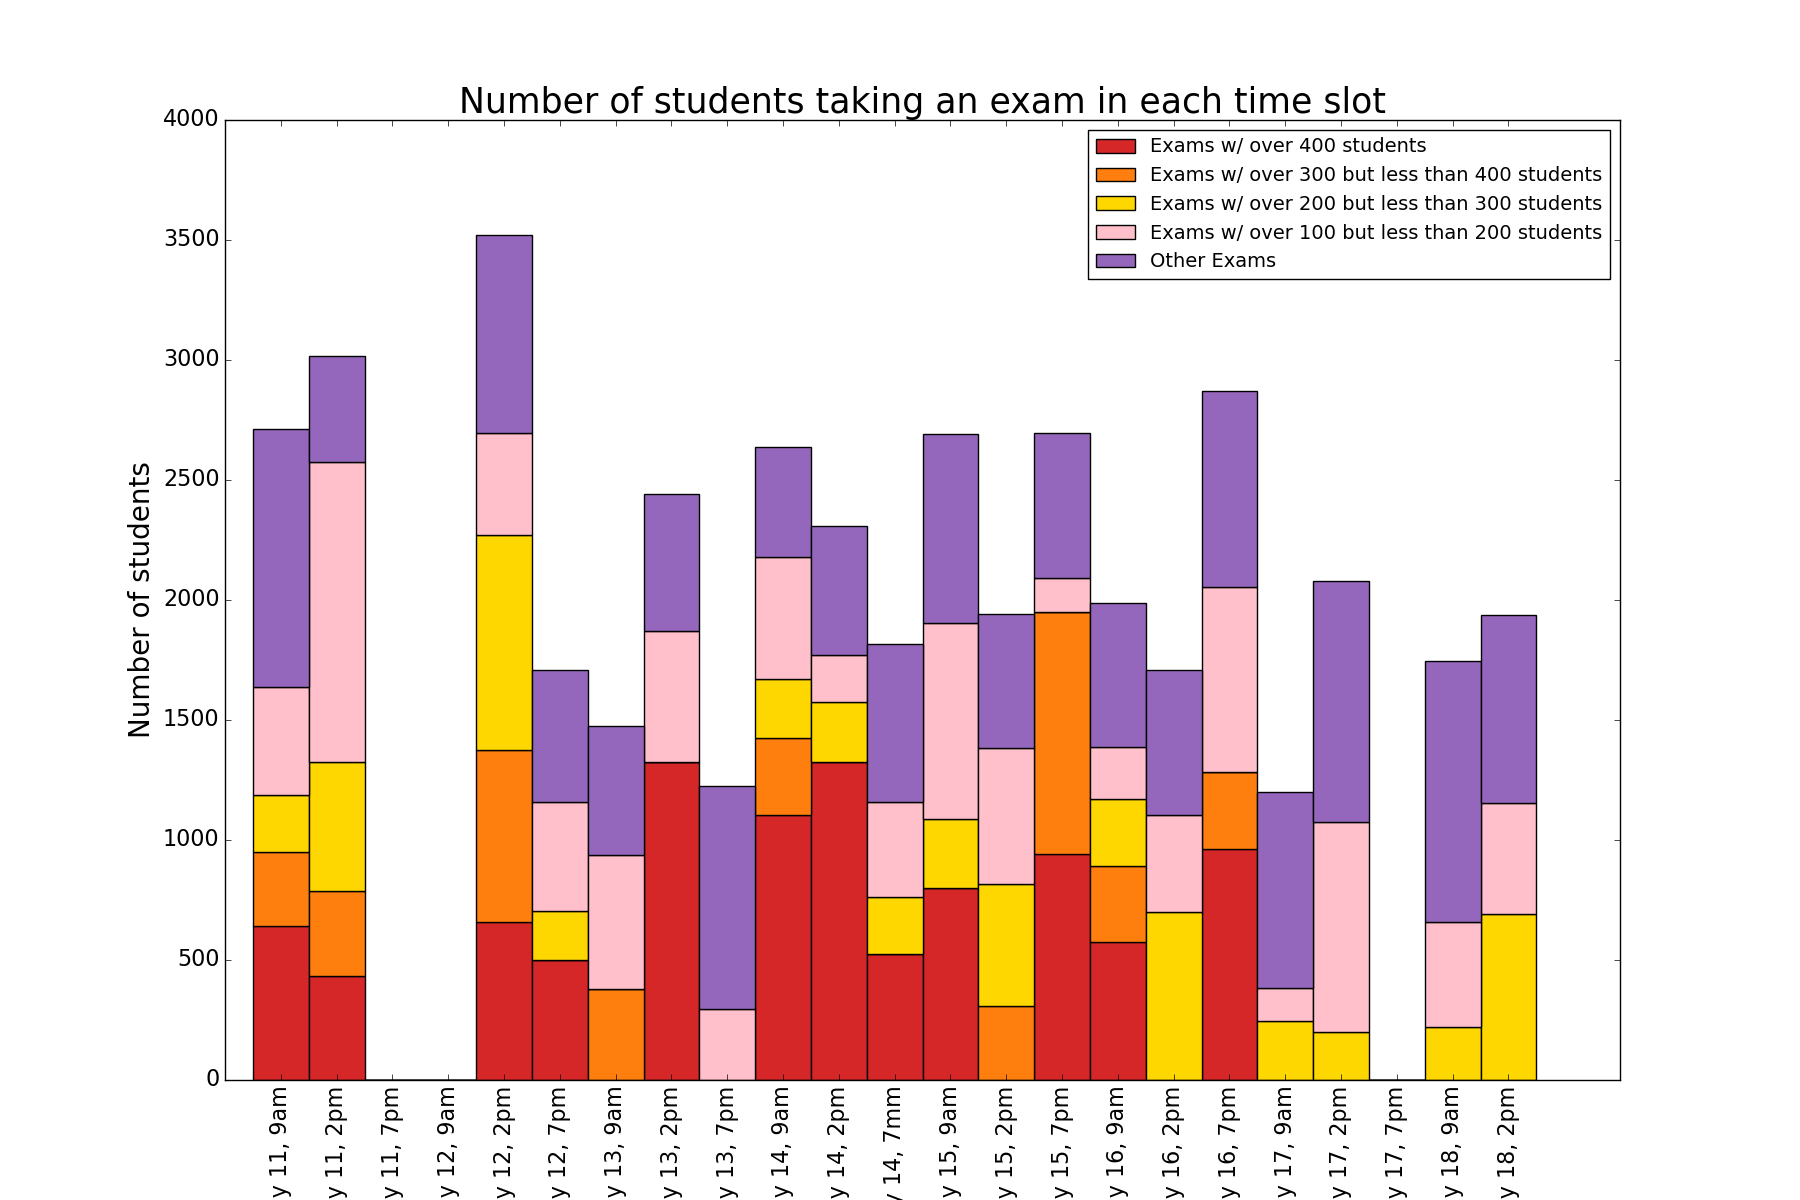 Number of students taking an exam in each time slot
Exams w/ over 400 students
Exams w/ over 300 but less than 400 students
Exams w/ over 200 but less than 300 students
Exams w/ over 100 but less than 200 students
Other Exams
Number of students
4000
3500
3000
2500
2000
1500
1000
500
0
y 11, 9am
y 11, 2pm
y 11, 7pm
y 12, 9am
y 12, 2pm
y 12, 7pm
y 13, 9am
y 13, 2pm
y 13, 7pm
y 14, 9am
y 14, 2pm
y 14, 7mm
y 15, 9am
y 15, 2pm
y 15, 7pm
y 16, 9am
y 16, 2pm
y 16, 7pm
y 17, 9am
y 17, 2pm
y 17, 7pm
y 18, 9am
y 18, 2pm